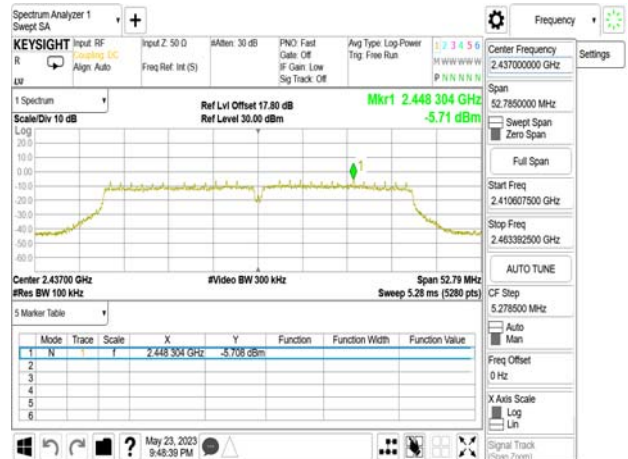 Spectrum Analyzer 1
Swept SA
Frequency
KEYSIGHT
R
Input: RF
Coupling: DC
Align: Auto
Input Z: 50 Ω
Freq Ref: Int (S)
#Atten: 30 dB
PNO: Fast
Gate: Off
IF Gain: Low
Sig Track: Off
Avg Type: Log-Power
Trig: Free Run
1 2 3 4 5 6
M W W W W W
P N N N N N
1 Spectrum
Scale/Div 10 dB
Log
Ref Lvl Offset 17.80 dB
Ref Level 30.00 dBm
Mkr1 2.448 304 GHz
-5.71 dBm
20.0
10.0
0.00
-10.0
-20.0
-30.0
-40.0
-50.0
-60.0
1
Center 2.43700 GHz
#Res BW 100 kHz
#Video BW 300 kHz
Span 52.79 MHz
Sweep 5.28 ms (5280 pts)
5 Marker Table
Mode Trace Scale X Y Function Function Width Function Value
1 N 1 f 2.448 304 GHz -5.708 dBm
2
3
4
5
6
May 23, 2023
9:48:39 PM
Center Frequency
2.437000000 GHz
Settings
Span
52.7850000 MHz
Swept Span
Zero Span
Full Span
Start Freq
2.410607500 GHz
Stop Freq
2.463392500 GHz
AUTO TUNE
CF Step
5.278500 MHz
Auto
Man
Freq Offset
0 Hz
X Axis Scale
Log
Lin
Signal Track
(Span Zoom)